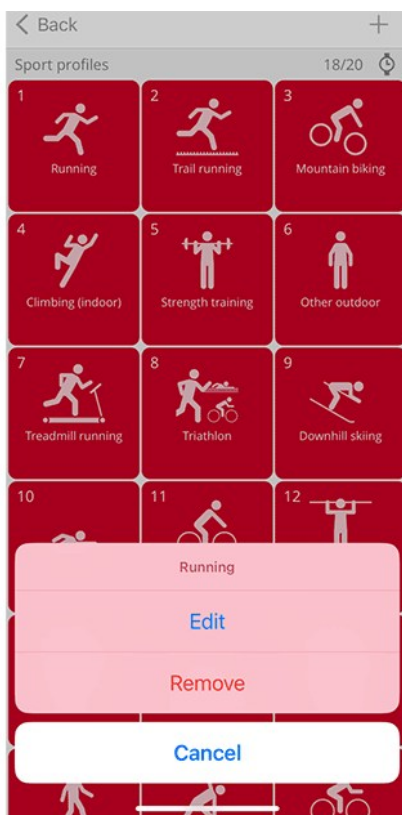 Back
Sport profiles 18/20
1 2 3
Running Trail running Mountain biking
4 5 6
Climbing (indoor) Strength training Other outdoor
7 8 9
Treadmill running Triathlon Downhill skiing
10 11 12
Running
Edit
Remove
Cancel